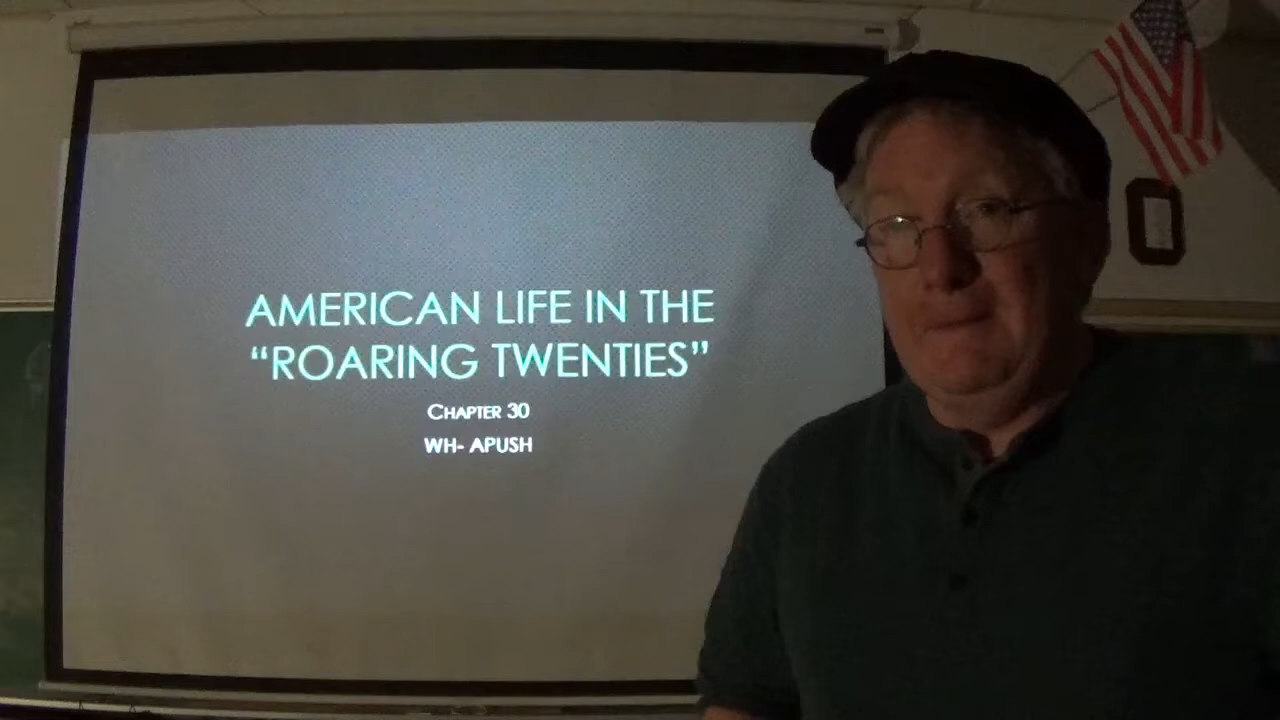 AMERICAN LIFE IN THE
“ROARING TWENTIES”
CHAPTER 30
WH- APUSH